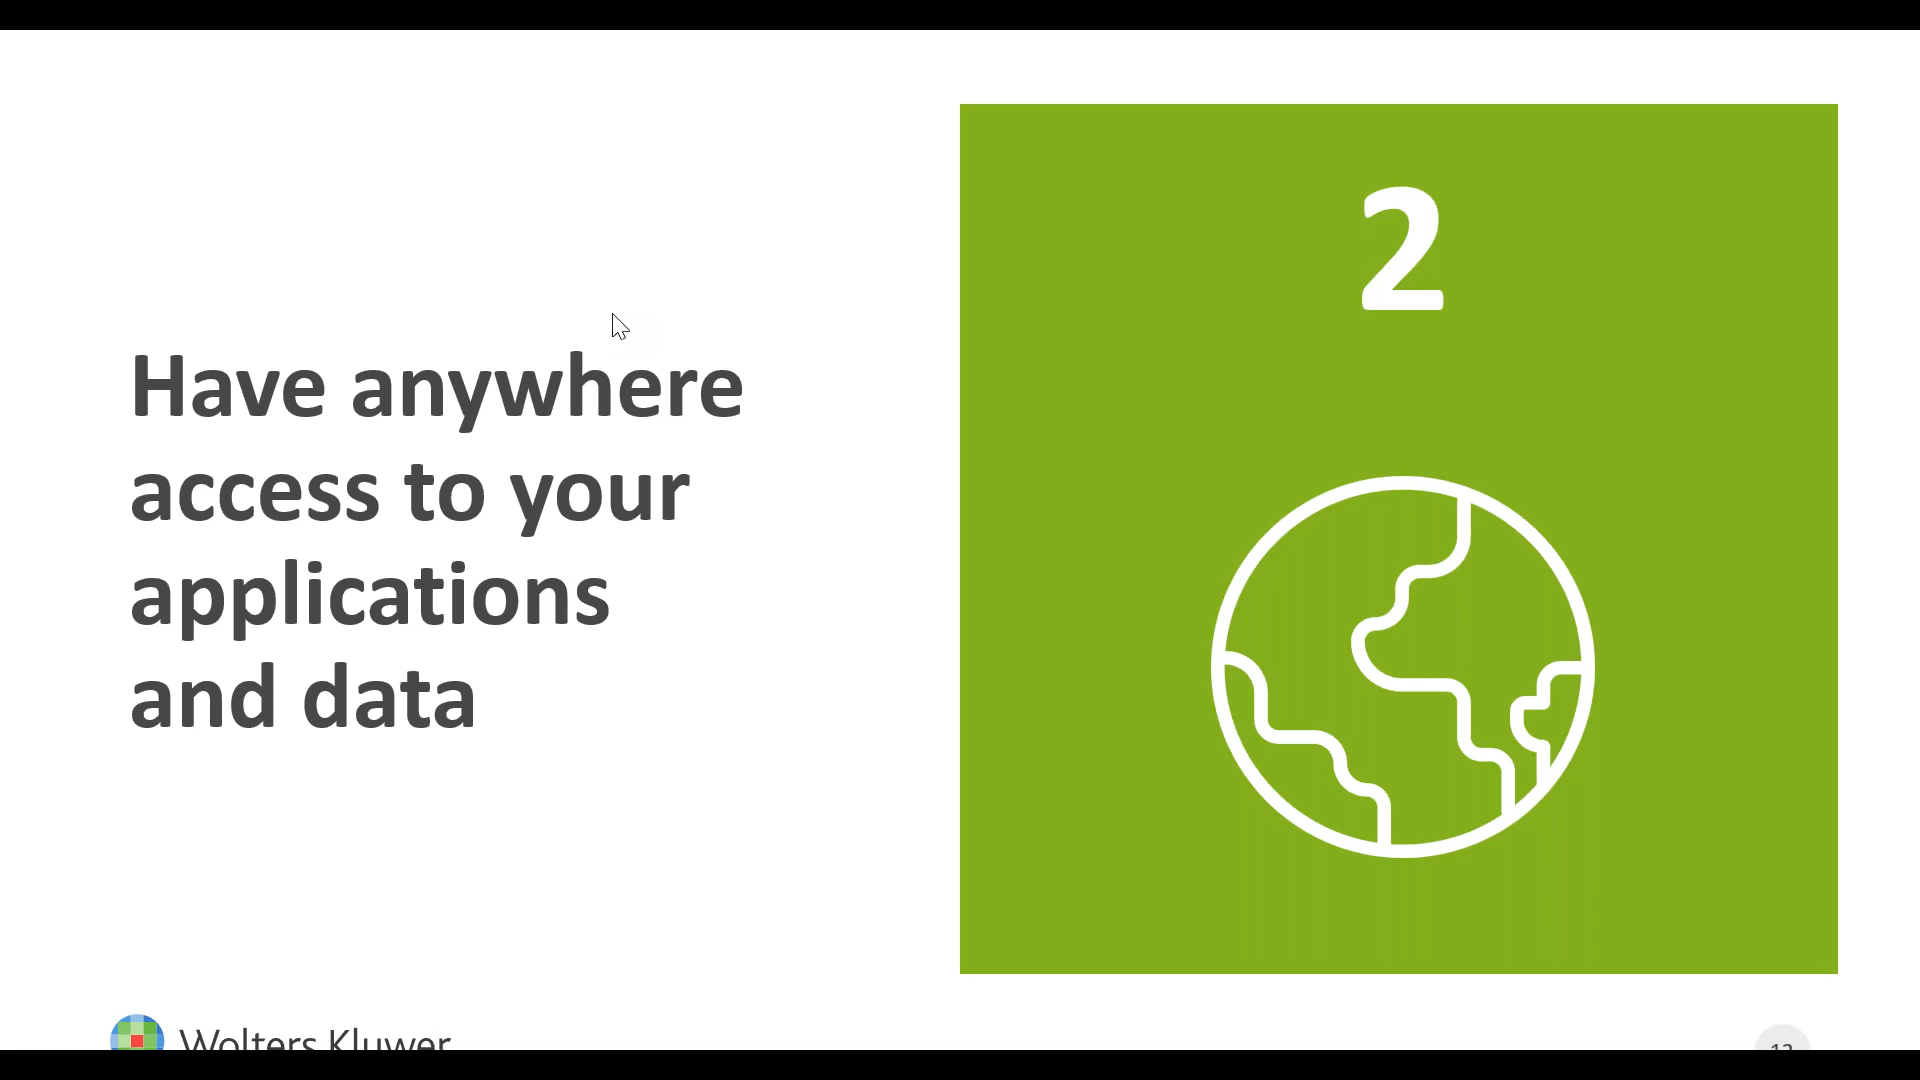 2
Have anywhere
access to your
applications
and data
Wolters Kluwer